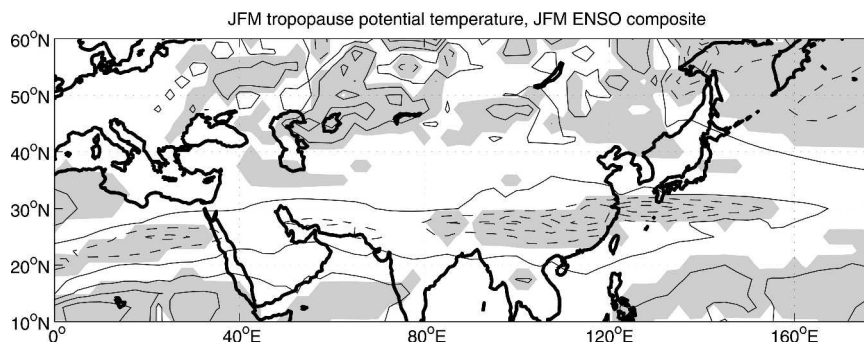 JFM tropopause potential temperature, JFM ENSO composite
60°N
50°N
40°N
30°N
20°N
10°N
0° 40°E 80°E 120°E 160°E